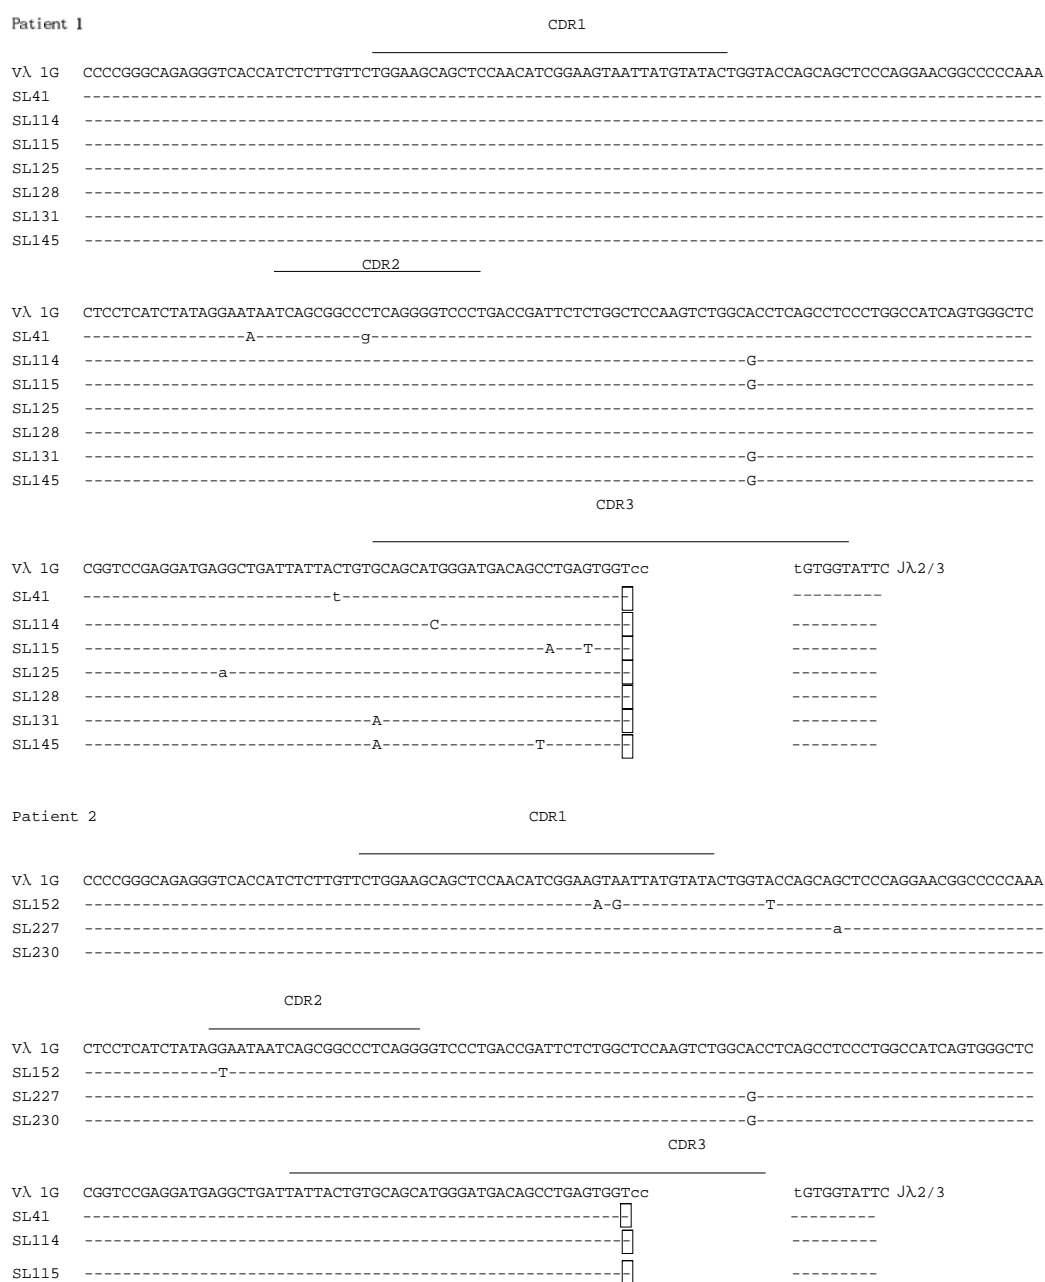 Patient 1
CDR1
Vλ 1G CCCCGGGCAGAGGGTCACCATCTCTTGTTCTGGAAGCAGCTCCAACATCGGAAGTAATTATGTATACTGGTACCAGCAGCTCCCAGGAACGGCCCCCAAA
SL41 ----------------------------------------------------------------------------------------------------
SL114 ----------------------------------------------------------------------------------------------------
SL115 ----------------------------------------------------------------------------------------------------
SL125 ----------------------------------------------------------------------------------------------------
SL128 ----------------------------------------------------------------------------------------------------
SL131 ----------------------------------------------------------------------------------------------------
SL145 ----------------------------------------------------------------------------------------------------
CDR2
Vλ 1G CTCCTCATCTATAGGAATAATCAGCGGCCCTCAGGGGTCCCTGACCGATTCTCTGGCTCCAAGTCTGGCACCTCAGCCTCCCTGGCCATCAGTGGGCTC
SL41 -----------------A-----------g---------------------------------------------------------------------
SL114 ---------------------------------------------------------------------G-----------------------------
SL115 ---------------------------------------------------------------------G-----------------------------
SL125 ---------------------------------------------------------------------------------------------------
SL128 ---------------------------------------------------------------------------------------------------
SL131 ---------------------------------------------------------------------G-----------------------------
SL145 ---------------------------------------------------------------------G-----------------------------
CDR3
Vλ 1G CGGTCCGAGGATGAGGCTGATTATTACTGTGCAGCATGGGATGACAGCCTGAGTGGTcc tGTGGTATTC Jλ2/3
SL41 --------------------------t------------------------------ ---------
SL114 ------------------------------------C-------------------- ---------
SL115 ------------------------------------------------A---T---- ---------
SL125 --------------a------------------------------------------ ---------
SL128 --------------------------------------------------------- ---------
SL131 ------------------------------A-------------------------- ---------
SL145 ------------------------------A----------------T--------- ---------
Patient 2
CDR1
Vλ 1G CCCCGGGCAGAGGGTCACCATCTCTTGTTCTGGAAGCAGCTCCAACATCGGAAGTAATTATGTATACTGGTACCAGCAGCTCCCAGGAACGGCCCCCAAA
SL152 -----------------------------------------------------A-G---------------T----------------------------
SL227 ------------------------------------------------------------------------------a---------------------
SL230 ----------------------------------------------------------------------------------------------------
CDR2
Vλ 1G CTCCTCATCTATAGGAATAATCAGCGGCCCTCAGGGGTCCCTGACCGATTCTCTGGCTCCAAGTCTGGCACCTCAGCCTCCCTGGCCATCAGTGGGCTC
SL152 --------------T------------------------------------------------------------------------------------
SL227 ---------------------------------------------------------------------G-----------------------------
SL230 ---------------------------------------------------------------------G-----------------------------
CDR3
Vλ 1G CGGTCCGAGGATGAGGCTGATTATTACTGTGCAGCATGGGATGACAGCCTGAGTGGTcc tGTGGTATTC Jλ2/3
SL41 --------------------------------------------------------- ---------
SL114 --------------------------------------------------------- ---------
SL115 --------------------------------------------------------- ---------